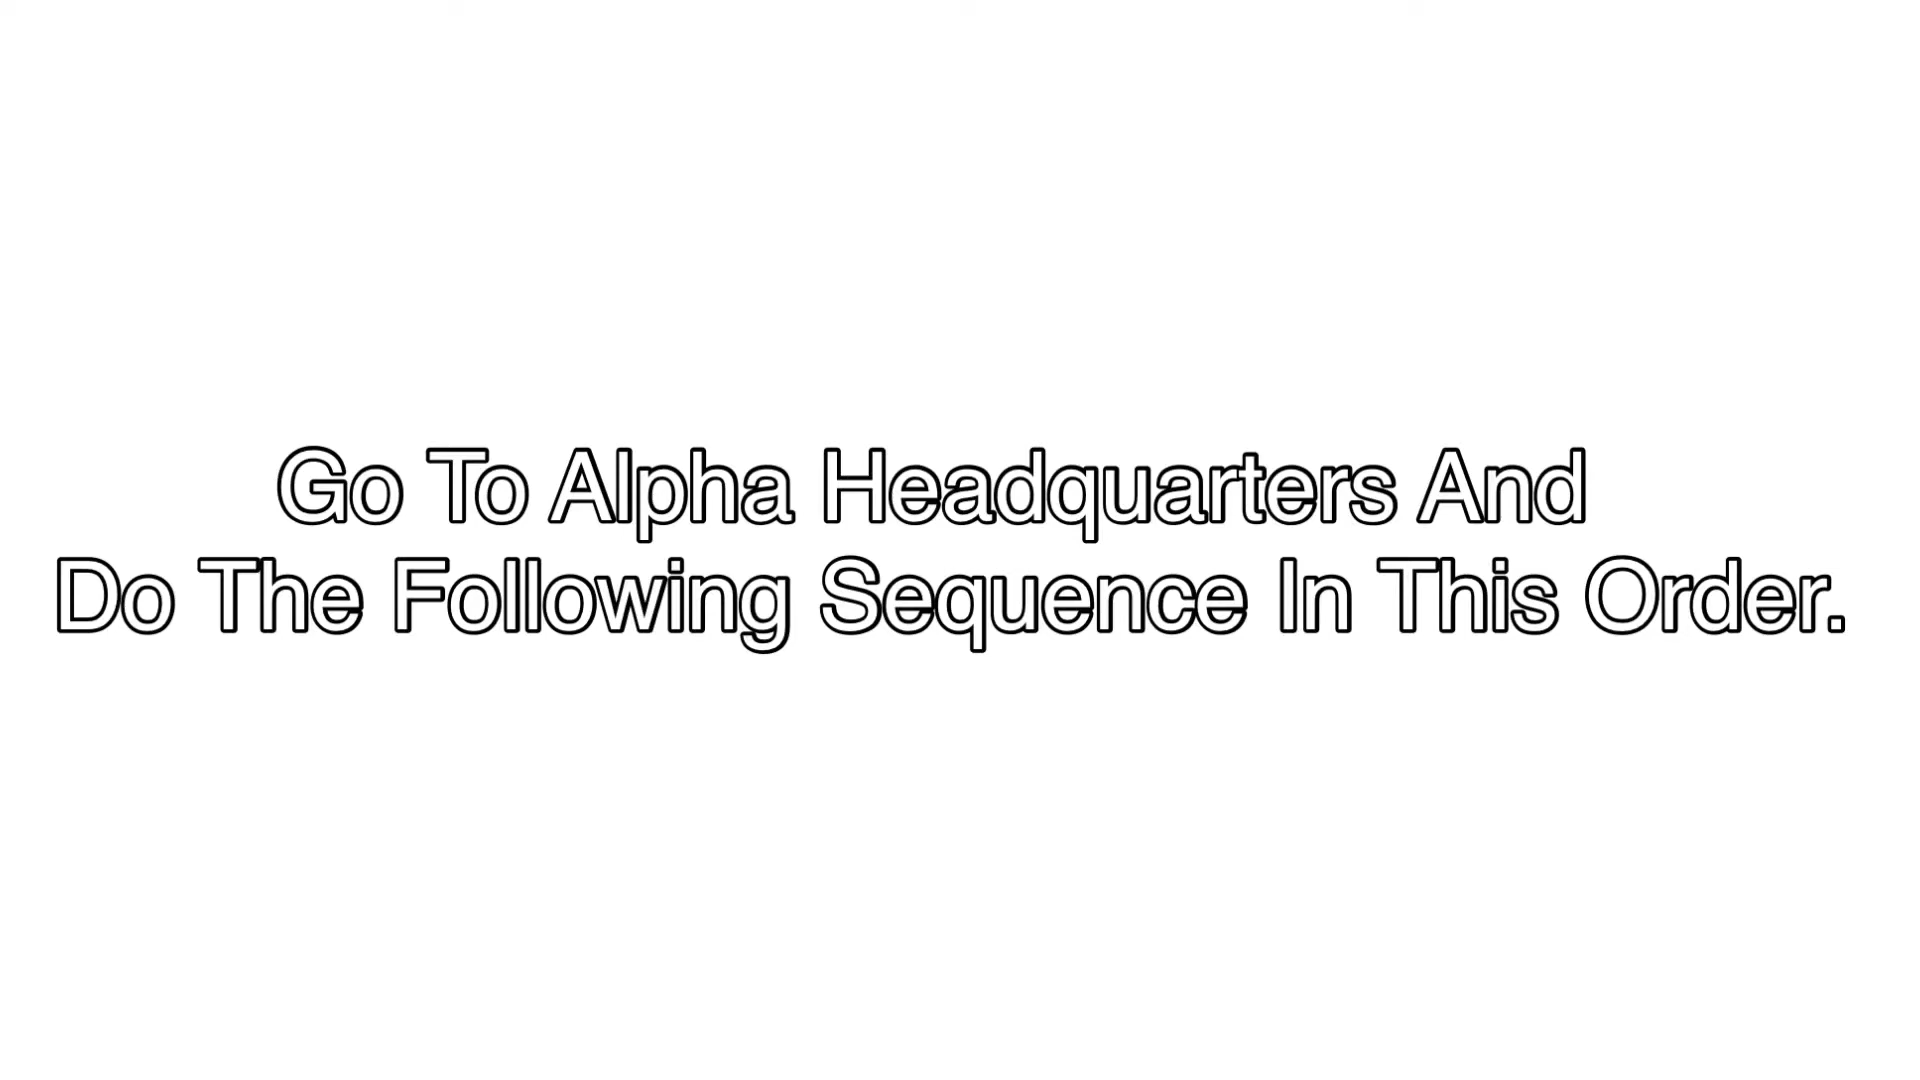 Go To Alpha Headquarters And
Do The Following Sequence In This Order.